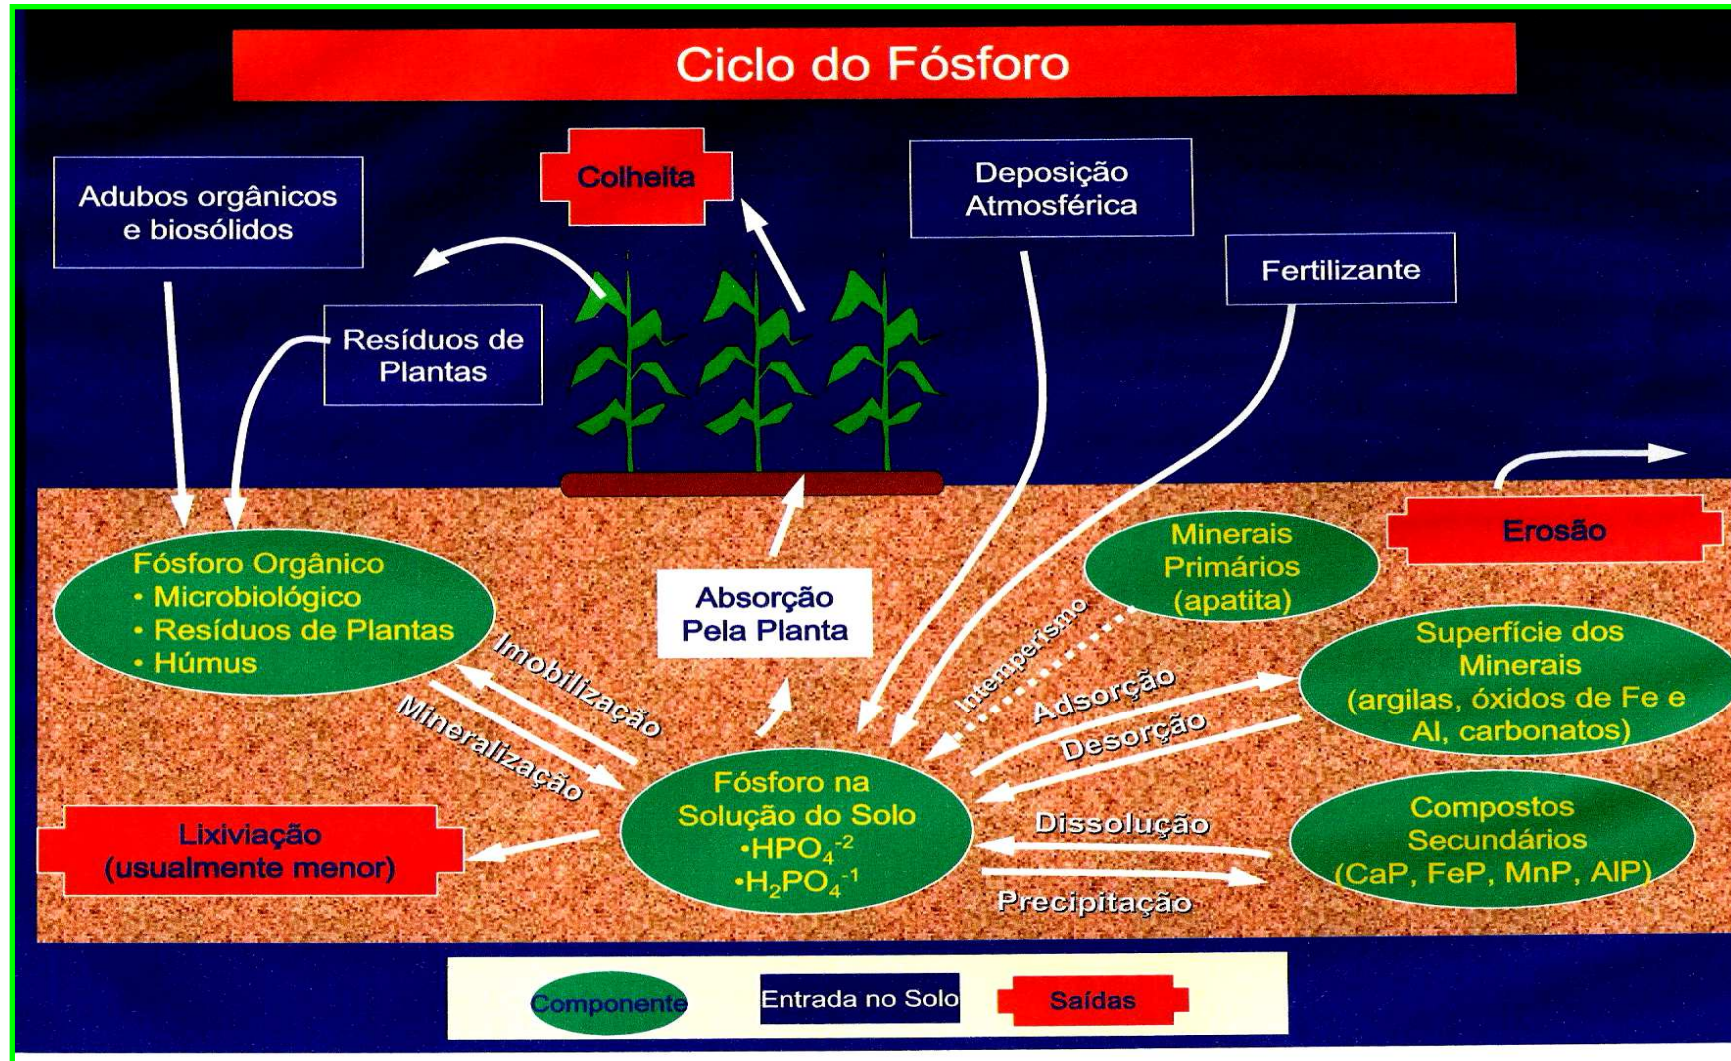 Ciclo do Fósforo
Colheita
Deposição
Atmosférica
Adubos orgânicos
e biosólidos
Fertilizante
Resíduos de
Plantas
Erosão
Minerais
Primários
(apatita)
Fósforo Orgânico
• Microbiológico
• Resíduos de Plantas
• Húmus
Absorção
Pela Planta
Superfície dos
Minerais
(argilas, óxidos de Fe e
Al, carbonatos)
Imobilização
Mineralização
Intemperismo
Adsorção
Desorção
Fósforo na
Solução do Solo
•HPO₄⁻²
•H₂PO₄⁻¹
Lixiviação
(usualmente menor)
Dissolução
Precipitação
Compostos
Secundários
(CaP, FeP, MnP, AlP)
Componente
Entrada no Solo
Saídas